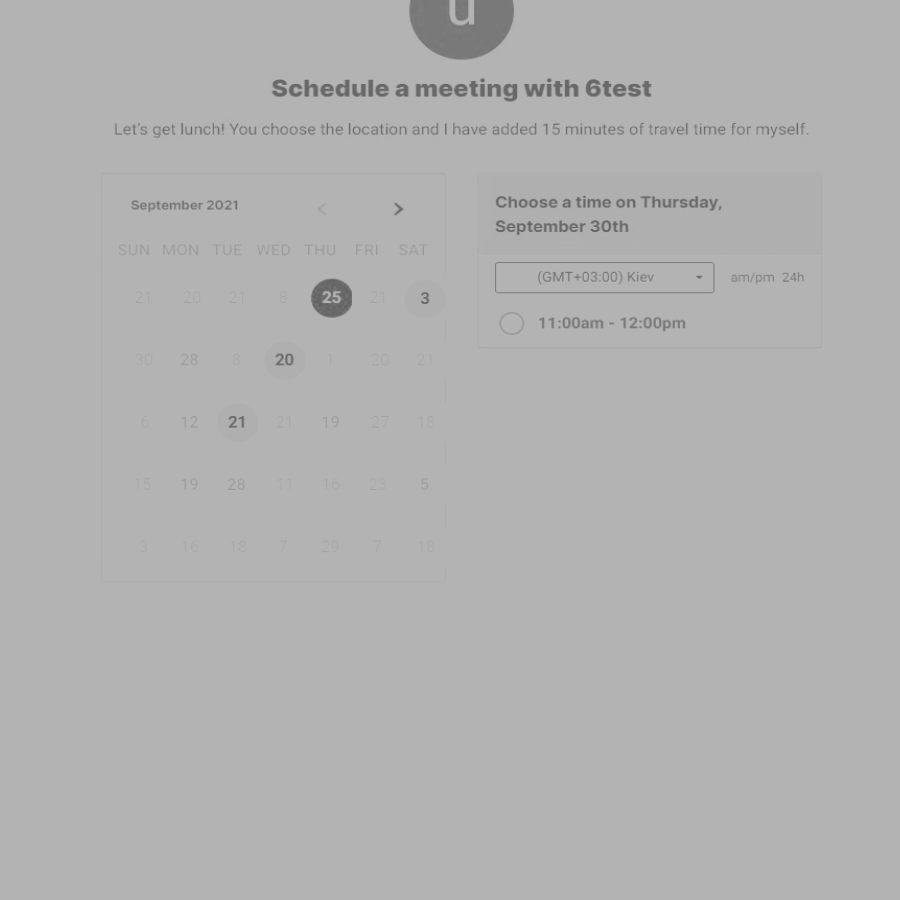 u
Schedule a meeting with 6test
Let's get lunch! You choose the location and I have added 15 minutes of travel time for myself.
September 2021
SUN MON TUE WED THU FRI SAT
21 20 21 8 25 21 3
30 28 8 20 1 20 21
6 12 21 21 19 27 18
15 19 28 11 16 23 5
3 16 18 7 29 7 18
Choose a time on Thursday,
September 30th
(GMT+03:00) Kiev am/pm 24h
11:00am - 12:00pm